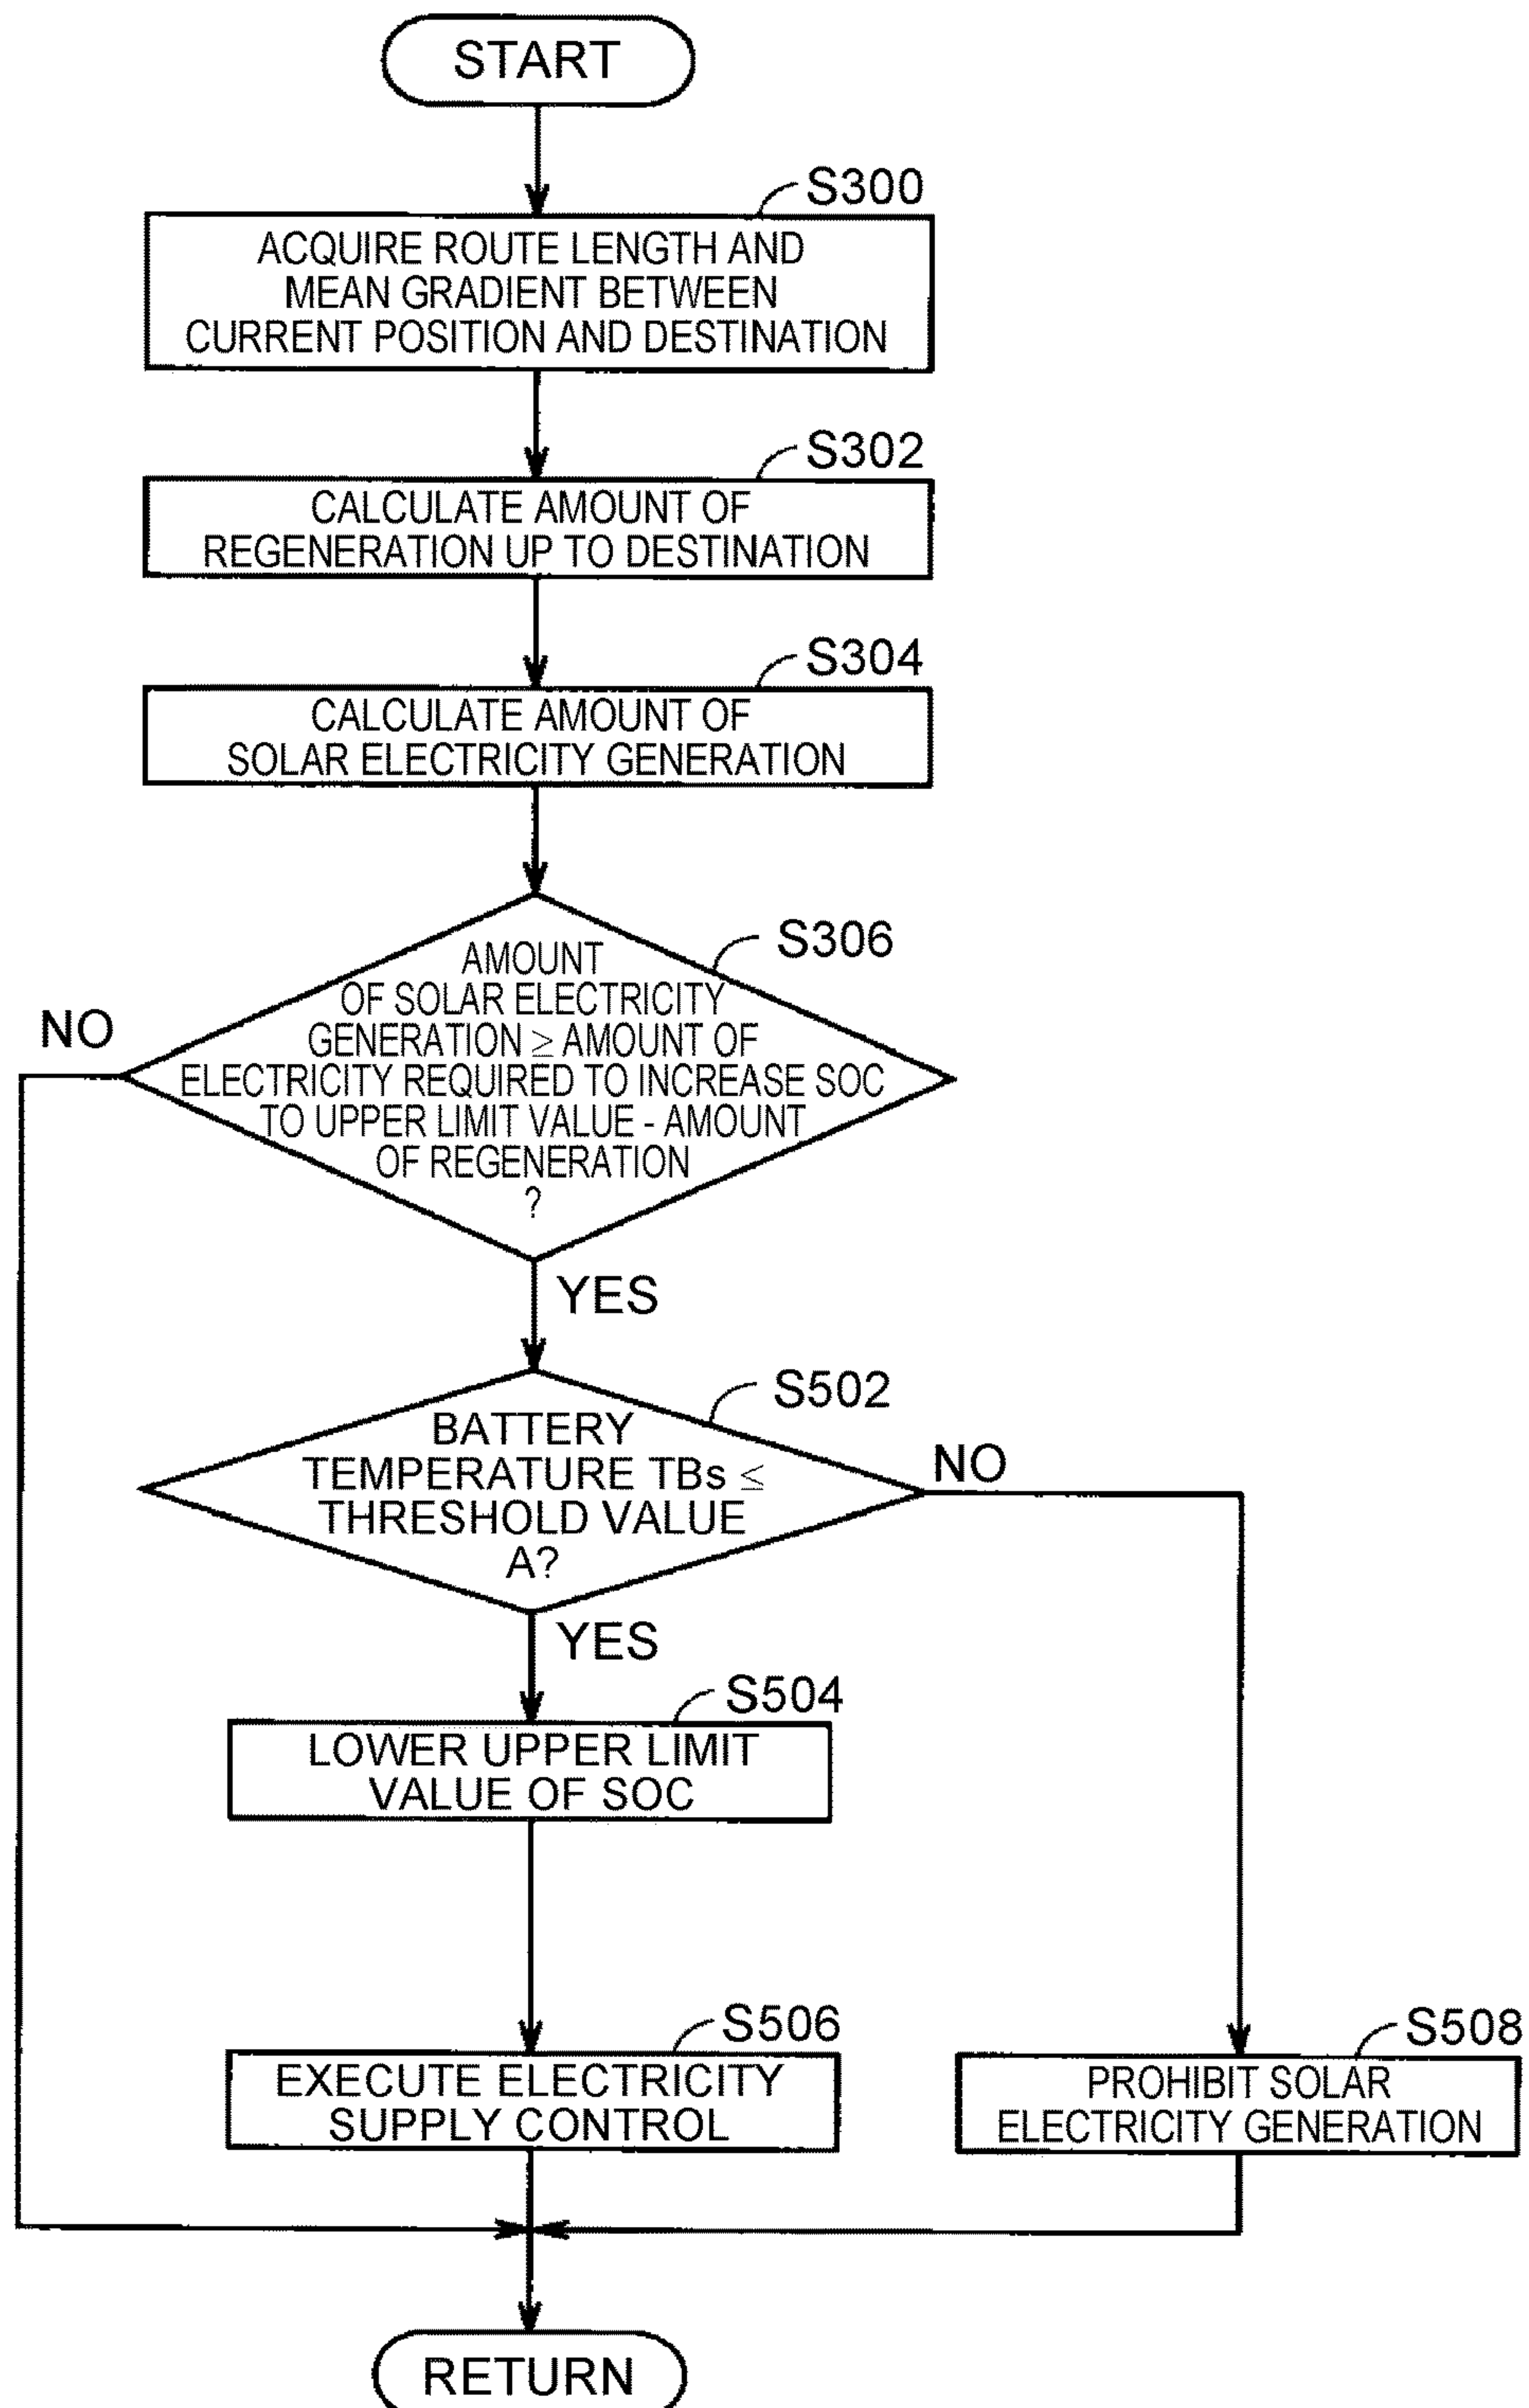 START
S300
ACQUIRE ROUTE LENGTH AND
MEAN GRADIENT BETWEEN
CURRENT POSITION AND DESTINATION
S302
CALCULATE AMOUNT OF
REGENERATION UP TO DESTINATION
S304
CALCULATE AMOUNT OF
SOLAR ELECTRICITY GENERATION
S306
AMOUNT
OF SOLAR ELECTRICITY
GENERATION ≥ AMOUNT OF
ELECTRICITY REQUIRED TO INCREASE SOC
TO UPPER LIMIT VALUE - AMOUNT
OF REGENERATION
?
NO
YES
S502
BATTERY
TEMPERATURE TBs ≤
THRESHOLD VALUE
A?
NO
YES
S504
LOWER UPPER LIMIT
VALUE OF SOC
S506
EXECUTE ELECTRICITY
SUPPLY CONTROL
S508
PROHIBIT SOLAR
ELECTRICITY GENERATION
RETURN